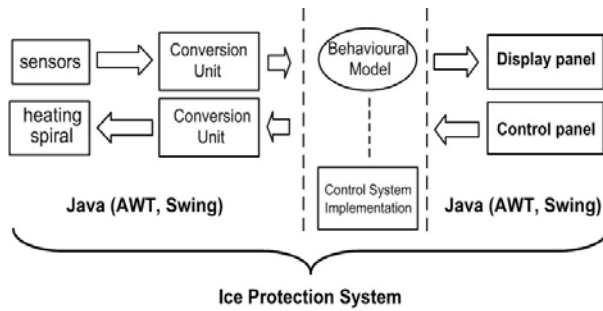 sensors
Conversion
Unit
Behavioural
Model
Display panel
heating
spiral
Conversion
Unit
Control panel
Control System
Implementation
Java (AWT, Swing)
Java (AWT, Swing)
Ice Protection System